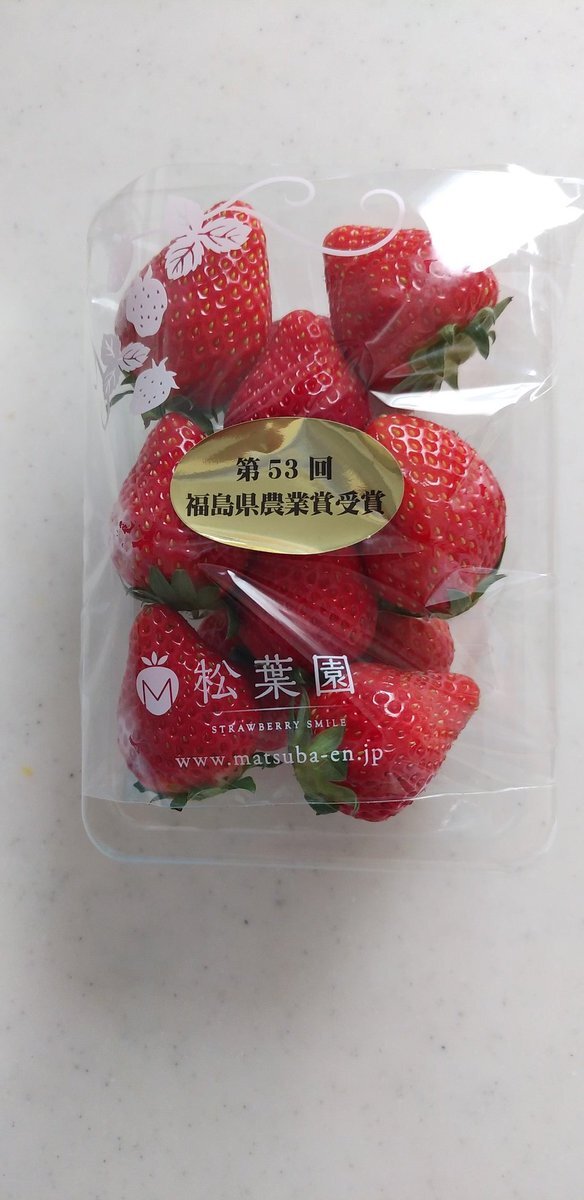 第53回
福島県農業賞受賞
M 松葉園
STRAWBERRY SMILE
www.matsuba-en.jp